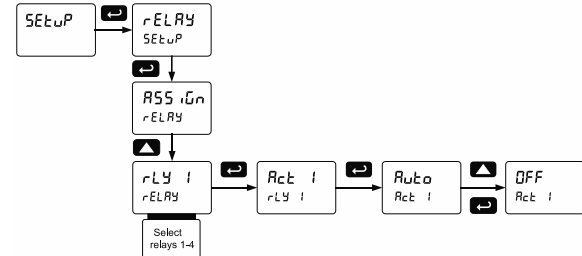 SEtuP
rELAY
SEtuP
ASSiGn
rELAY
rLY 1
rELAY
Act 1
rLY 1
Auto
Act 1
OFF
Act 1
Select
relays 1-4